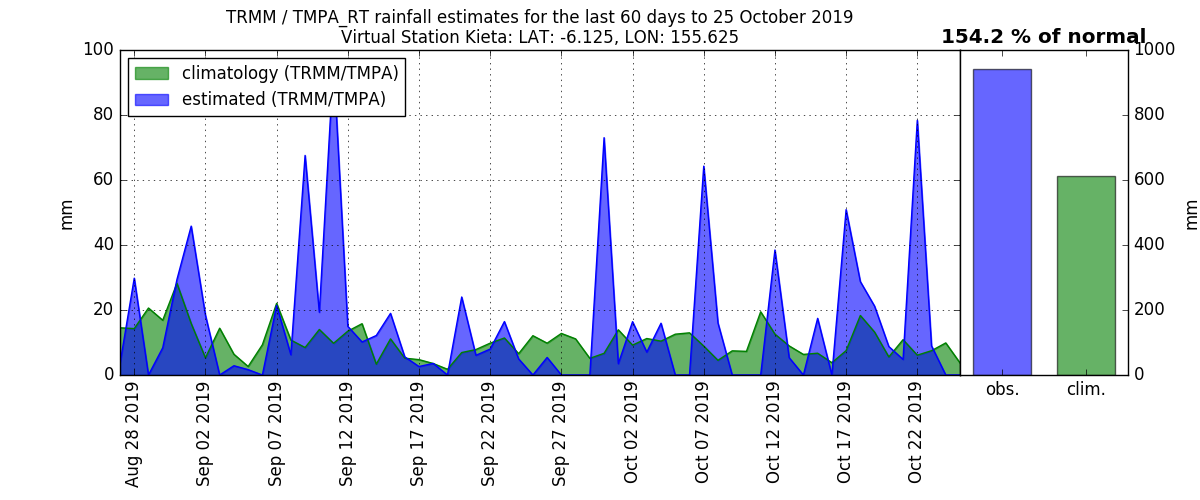 TRMM / TMPA_RT rainfall estimates for the last 60 days to 25 October 2019
Virtual Station Kieta: LAT: -6.125, LON: 155.625
154.2 % of normal
climatology (TRMM/TMPA)
estimated (TRMM/TMPA)
mm
100
80
60
40
20
0
Aug 28 2019
Sep 02 2019
Sep 07 2019
Sep 12 2019
Sep 17 2019
Sep 22 2019
Sep 27 2019
Oct 02 2019
Oct 07 2019
Oct 12 2019
Oct 17 2019
Oct 22 2019
obs.
clim.
1000
800
600
400
200
0
mm